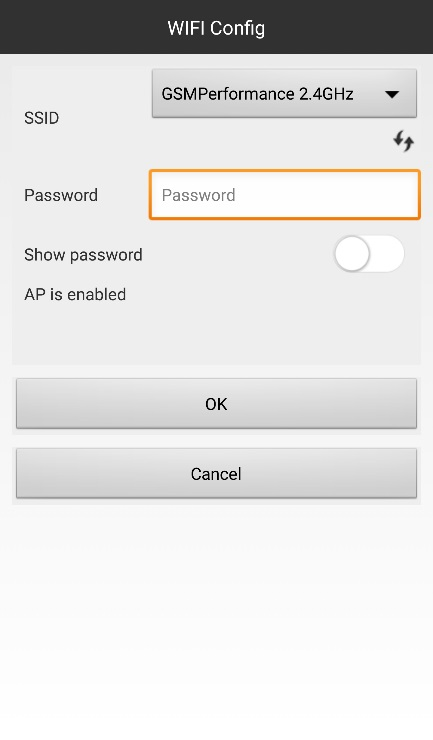 WIFI Config
SSID
GSMPerformance 2.4GHz
Password
Password
Show password
AP is enabled
OK
Cancel